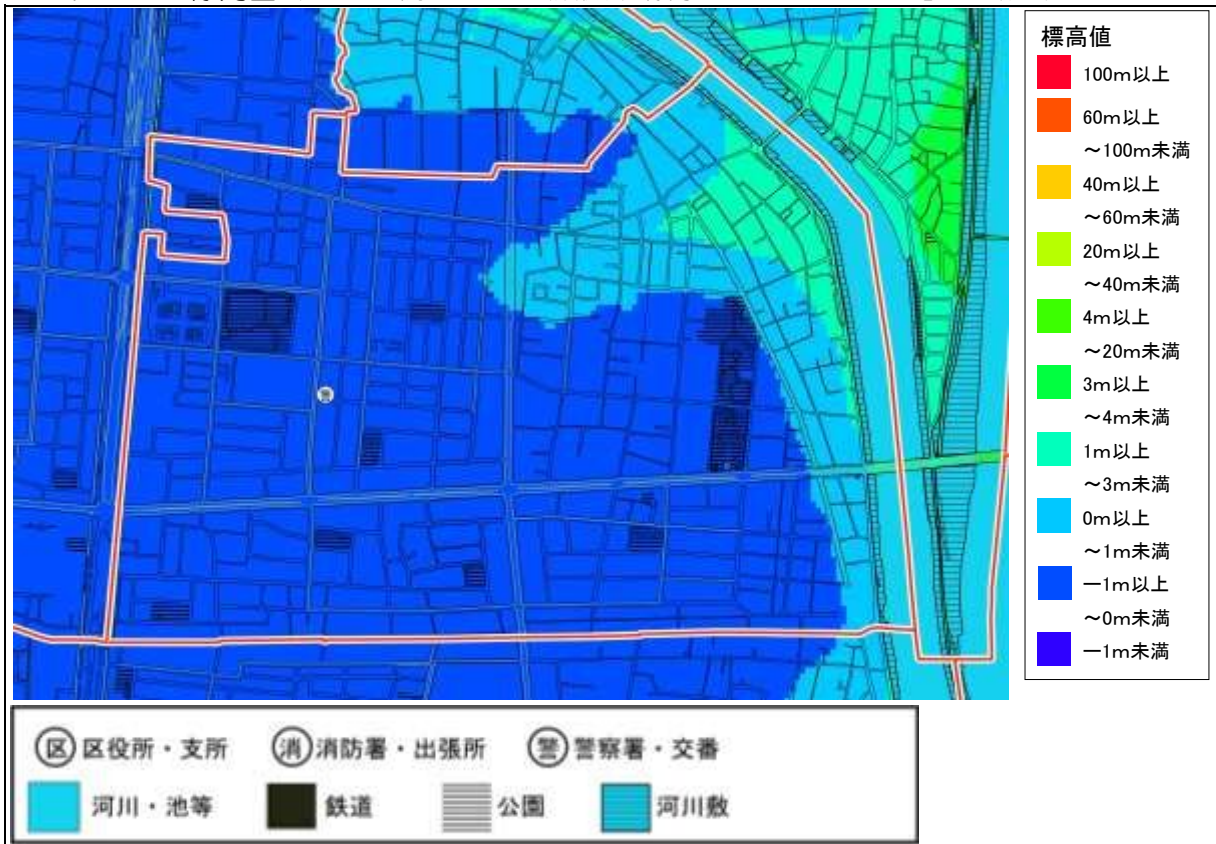 標高値
100m以上
60m以上
～100m未満
40m以上
～60m未満
20m以上
～40m未満
4m以上
～20m未満
3m以上
～4m未満
1m以上
～3m未満
0m以上
～1m未満
－1m以上
～0m未満
－1m未満
区 区役所・支所 消 消防署・出張所 警 警察署・交番
河川・池等 鉄道 公園 河川敷